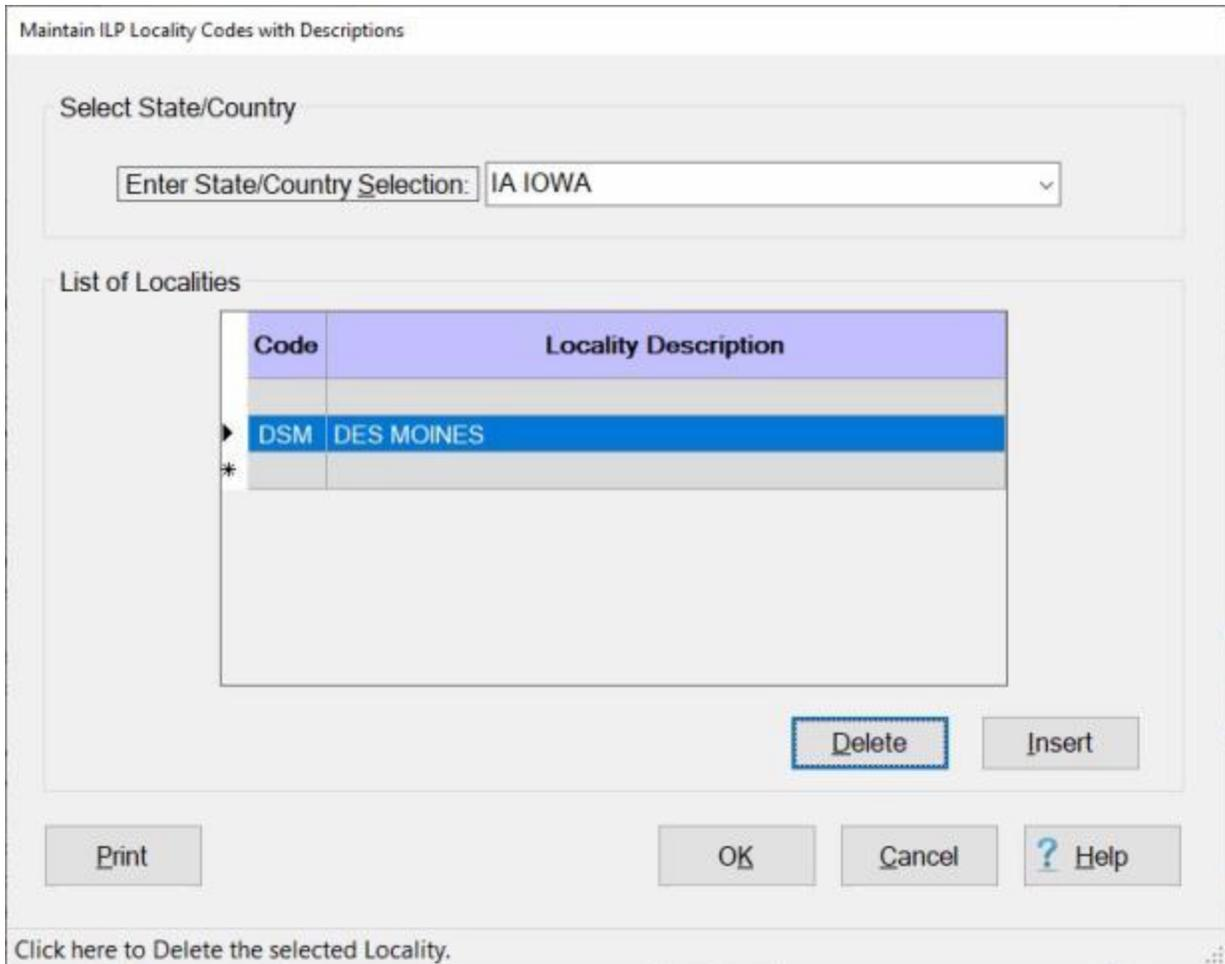 Maintain ILP Locality Codes with Descriptions
Select State/Country
Enter State/Country Selection: IA IOWA
List of Localities
Code Locality Description
DSM DES MOINES
*
Delete Insert
Print OK Cancel ? Help
Click here to Delete the selected Locality.